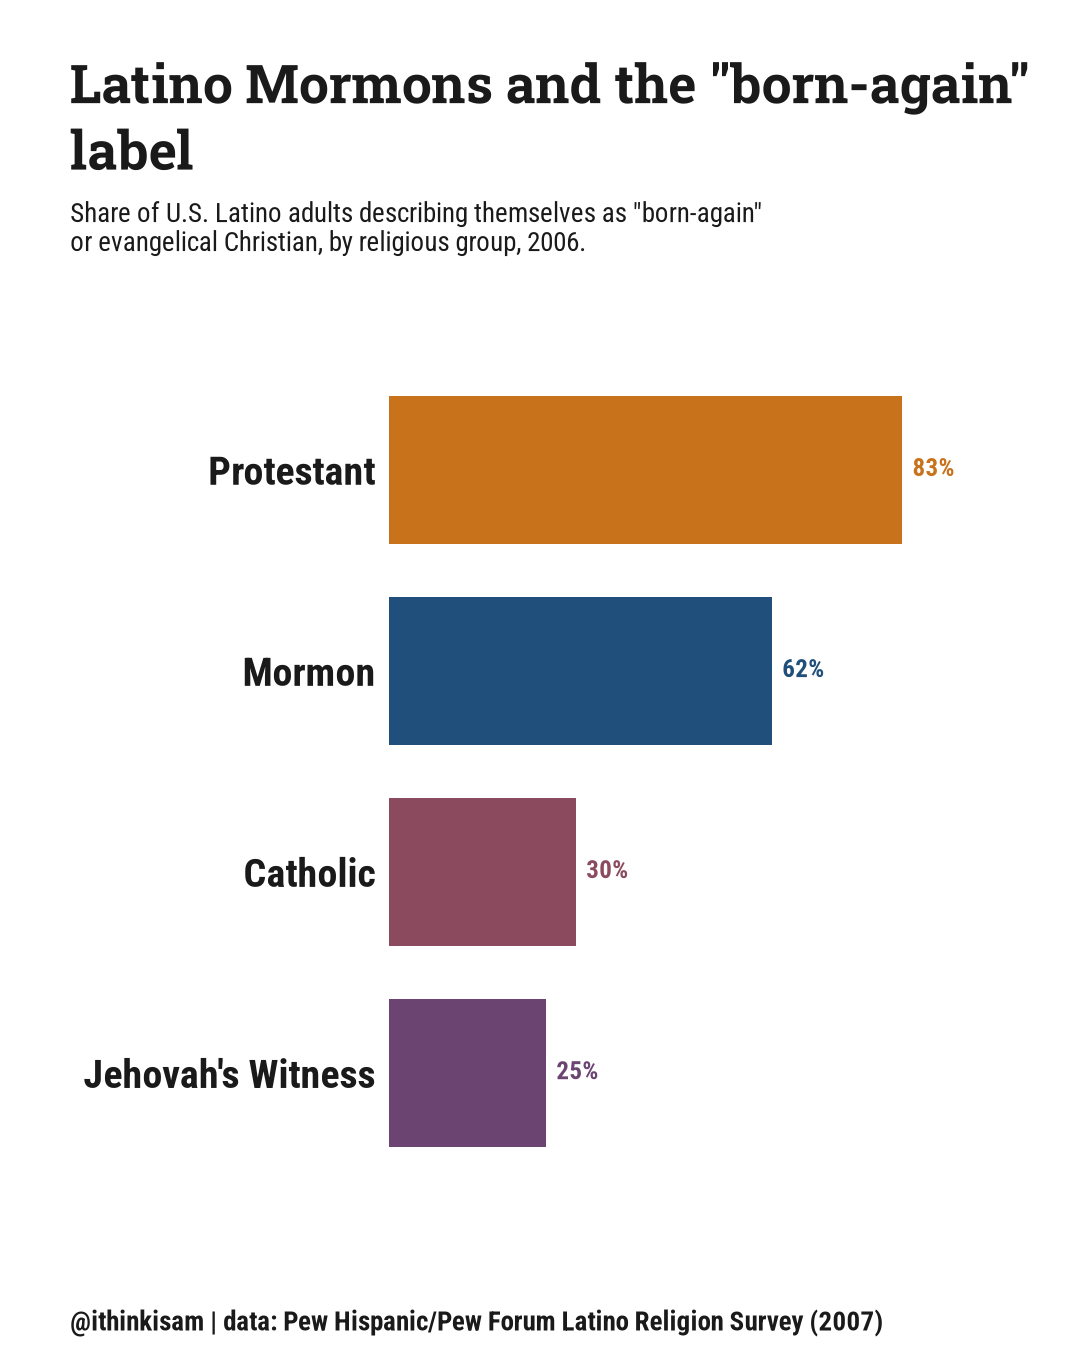 Latino Mormons and the "born-again"
label
Share of U.S. Latino adults describing themselves as "born-again"
or evangelical Christian, by religious group, 2006.
Protestant
83%
Mormon
62%
Catholic
30%
Jehovah's Witness
25%
@ithinkisam | data: Pew Hispanic/Pew Forum Latino Religion Survey (2007)